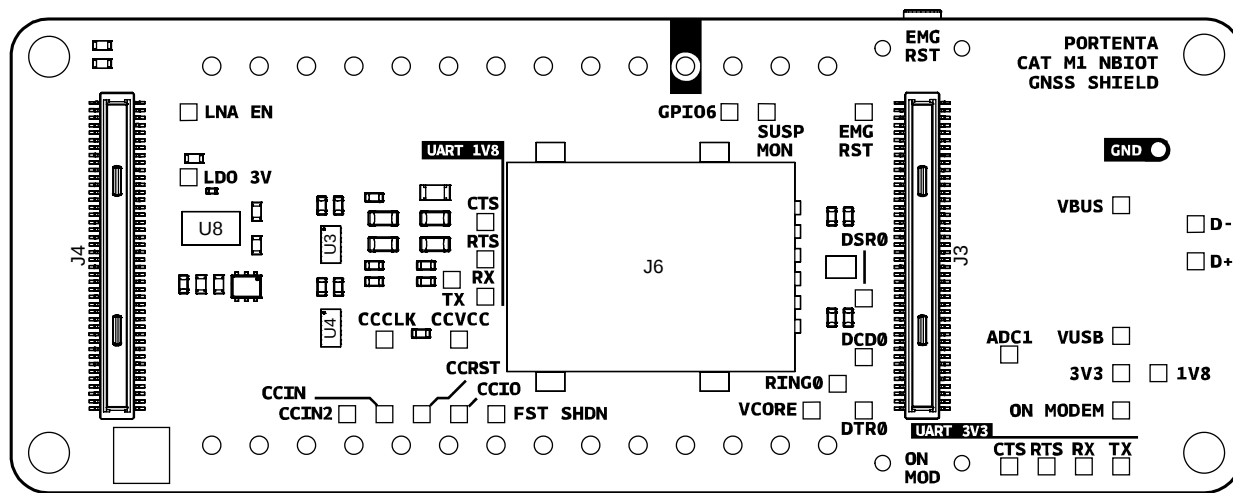 EMG
RST
PORTENTA
CAT M1 NBIOT
GNSS SHIELD
LNA EN
GPIO6
SUSP
MON
EMG
RST
UART 1V8
GND
LDO 3V
CTS
VBUS
U8
RTS
U3
DSR0
D-
J4
J6
J3
D+
RX
TX
U4
CCCLK
CCVCC
DCD0
ADC1
VUSB
CCRST
CCIO
RING0
3V3
1V8
CCIN
CCIN2
FST SHDN
VCORE
DTR0
ON MODEM
UART 3V3
CTS RTS RX TX
ON
MOD